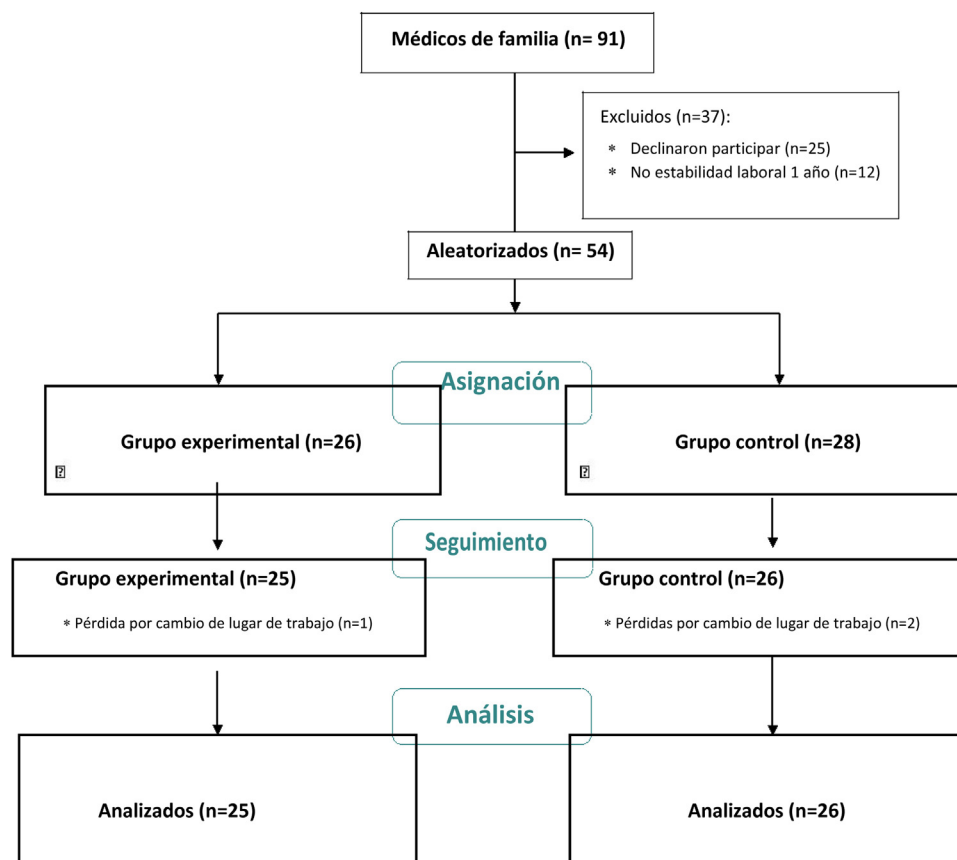 Médicos de familia (n= 91)
Excluidos (n=37):
* Declinaron participar (n=25)
* No estabilidad laboral 1 año (n=12)
Aleatorizados (n= 54)
Asignación
Grupo experimental (n=26)
Grupo control (n=28)
Seguimiento
Grupo experimental (n=25)
* Pérdida por cambio de lugar de trabajo (n=1)
Grupo control (n=26)
* Pérdidas por cambio de lugar de trabajo (n=2)
Análisis
Analizados (n=25)
Analizados (n=26)